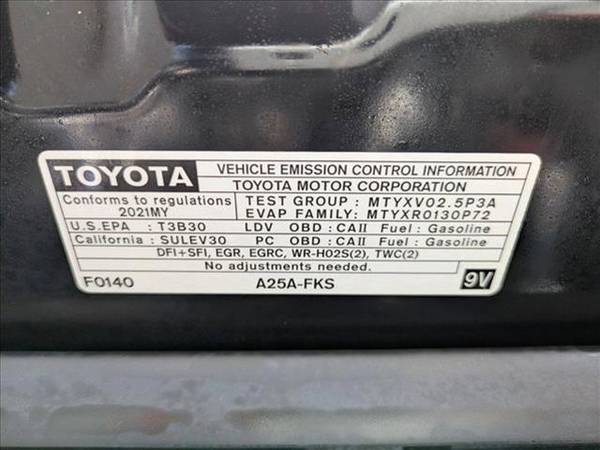 TOYOTA VEHICLE EMISSION CONTROL INFORMATION
TOYOTA MOTOR CORPORATION
Conforms to regulations TEST GROUP : MTYXV02.5P3A
2021MY EVAP FAMILY: MTYXR0130P72
U.S.EPA : T3B30 LDV OBD : CAII Fuel : Gasoline
California : SULEV30 PC OBD : CAII Fuel : Gasoline
DFI+SFI, EGR, EGRC, WR-HO2S(2), TWC(2)
No adjustments needed.
F0140 A25A-FKS 9V